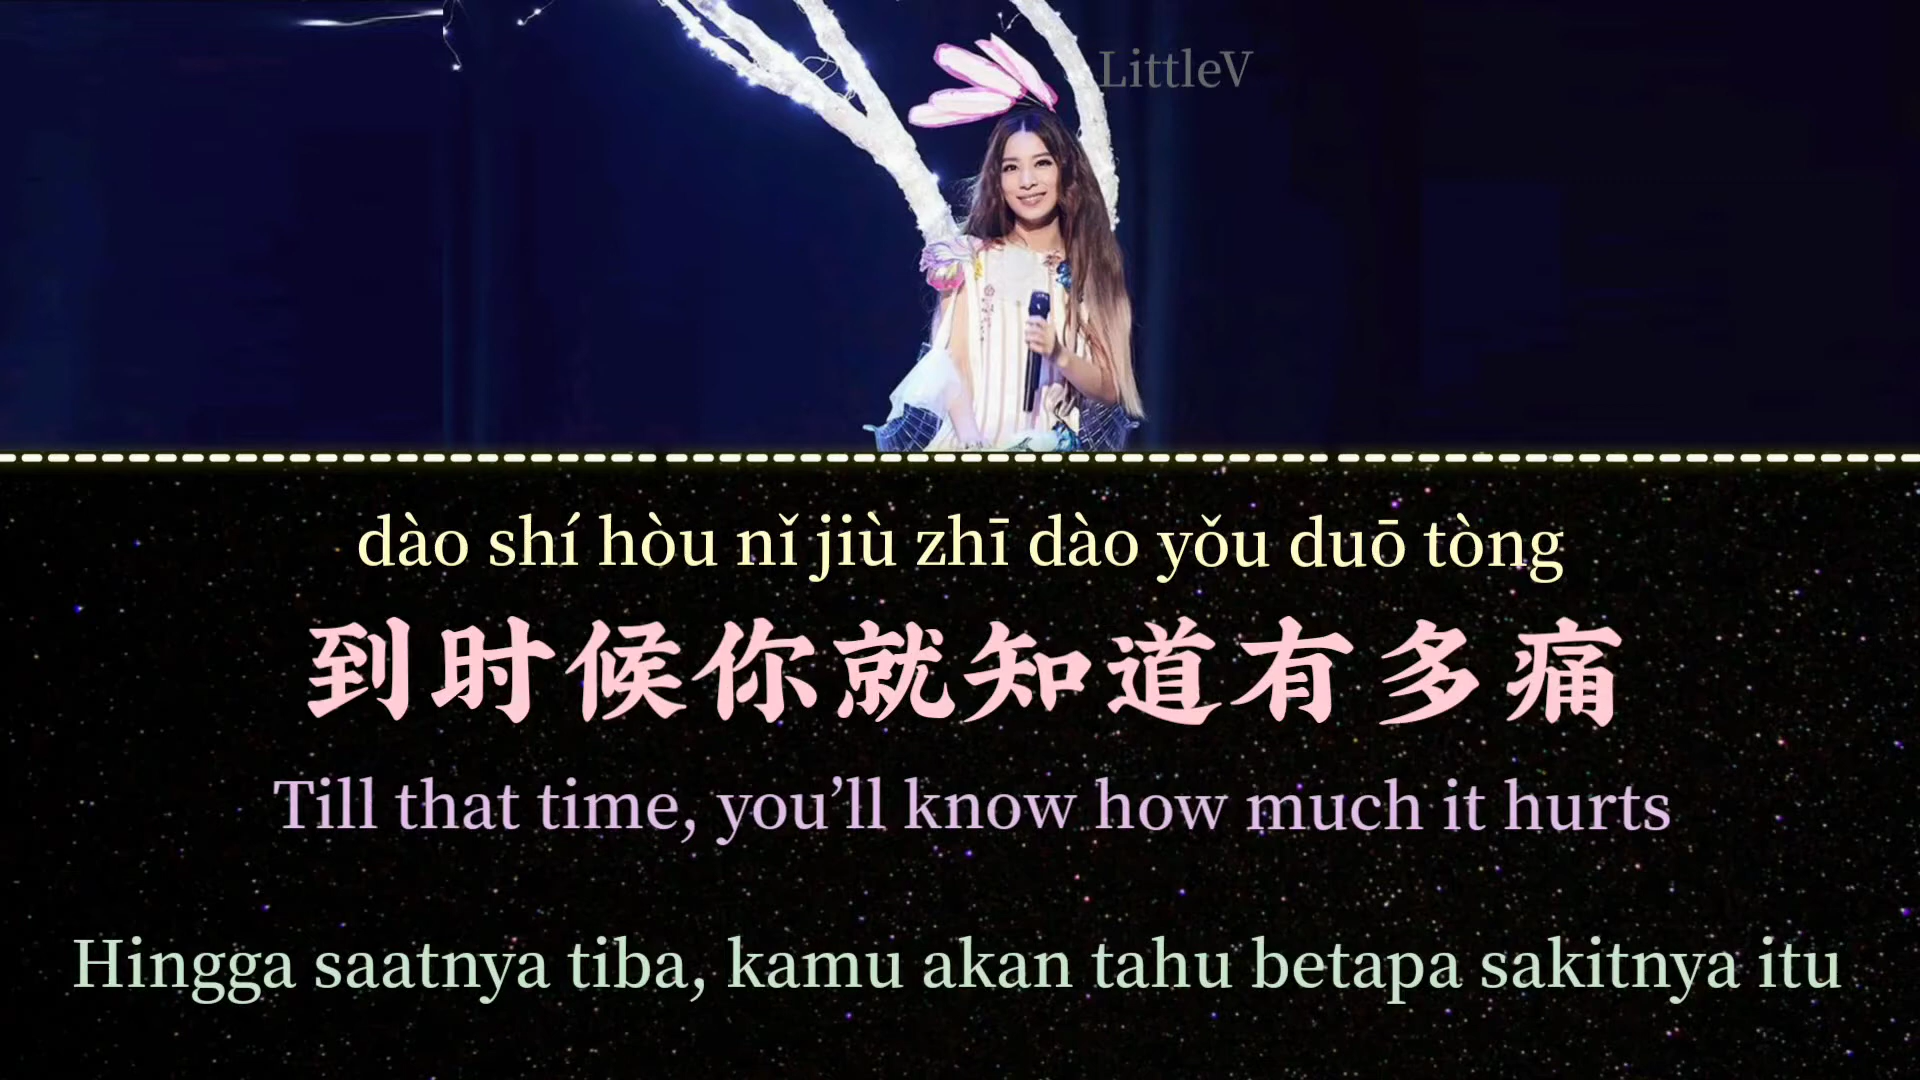 LittleV
dào shí hòu nǐ jiù zhī dào yǒu duō tòng
到时候你就知道有多痛
Till that time, you’ll know how much it hurts
Hingga saatnya tiba, kamu akan tahu betapa sakitnya itu